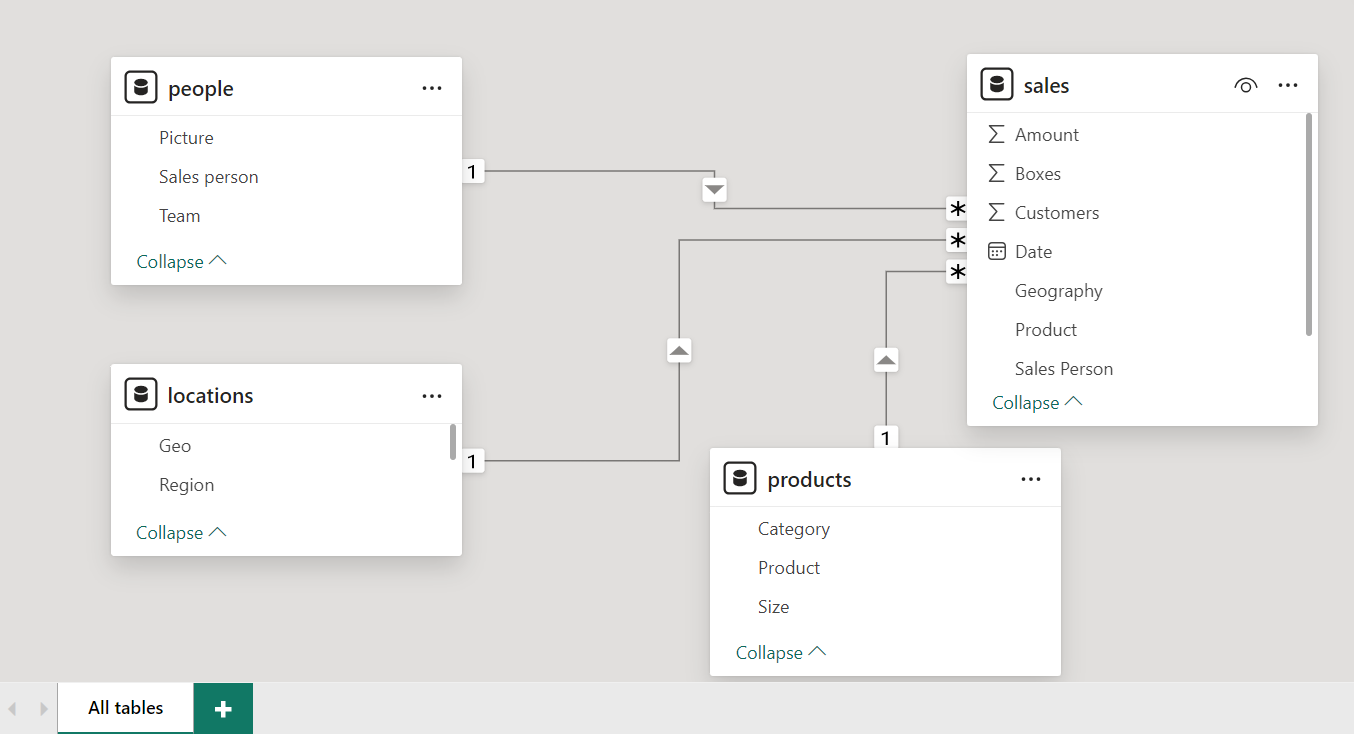 people
Picture
Sales person
Team
Collapse
1
sales
Σ Amount
Σ Boxes
Σ Customers
Date
Geography
Product
Sales Person
Collapse
*
*
*
locations
Geo
Region
Collapse
1
1
products
Category
Product
Size
Collapse
All tables
+